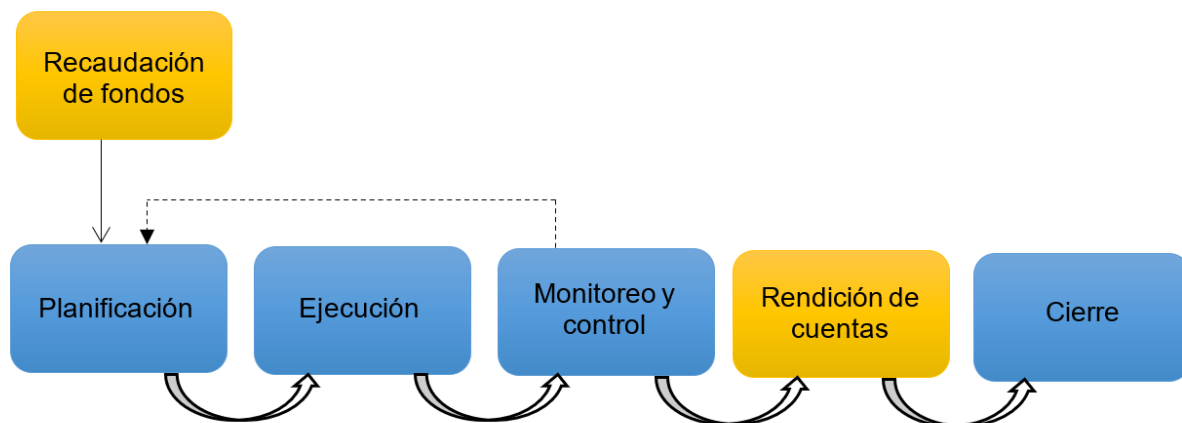 Recaudación
de fondos
Planificación
Ejecución
Monitoreo y
control
Rendición de
cuentas
Cierre